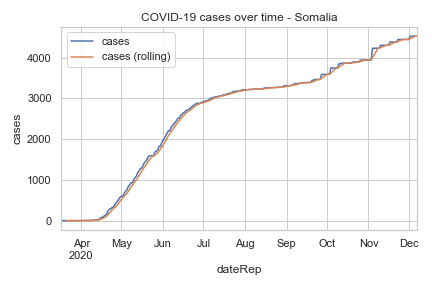 COVID-19 cases over time - Somalia
cases
cases (rolling)
4000
3000
2000
1000
0
cases
Apr
2020
May
Jun
Jul
Aug
Sep
Oct
Nov
Dec
dateRep